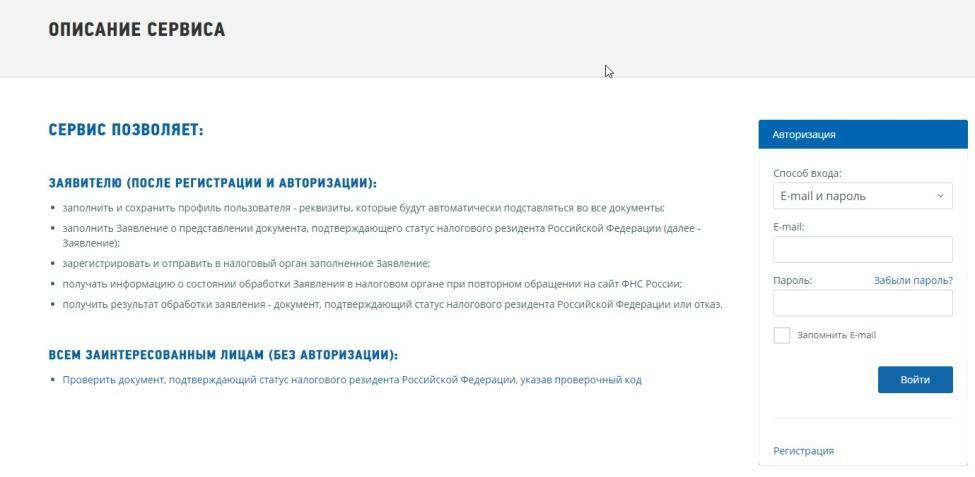 ОПИСАНИЕ СЕРВИСА
СЕРВИС ПОЗВОЛЯЕТ:
ЗАЯВИТЕЛЮ (ПОСЛЕ РЕГИСТРАЦИИ И АВТОРИЗАЦИИ):
• заполнить и сохранить профиль пользователя - реквизиты, которые будут автоматически подставляться во все документы;
• заполнить Заявление о представлении документа, подтверждающего статус налогового резидента Российской Федерации (далее -
Заявление);
• зарегистрировать и отправить в налоговый орган заполненное Заявление;
• получать информацию о состоянии обработки Заявления в налоговом органе при повторном обращении на сайт ФНС России;
• получить результат обработки заявления - документ, подтверждающий статус налогового резидента Российской Федерации или отказ.
ВСЕМ ЗАИНТЕРЕСОВАННЫМ ЛИЦАМ (БЕЗ АВТОРИЗАЦИИ):
• Проверить документ, подтверждающий статус налогового резидента Российской Федерации, указав проверочный код
Авторизация
Способ входа:
E-mail и пароль
E-mail:
Пароль: Забыли пароль?
Запомнить E-mail
Войти
Регистрация